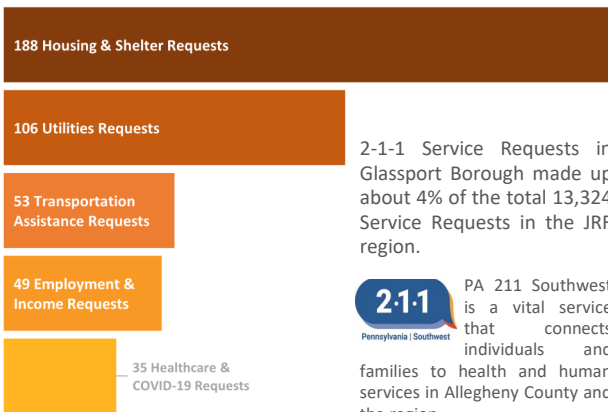 188 Housing & Shelter Requests
106 Utilities Requests
53 Transportation
Assistance Requests
49 Employment &
Income Requests
35 Healthcare &
COVID-19 Requests
2-1-1 Service Requests in
Glassport Borough made up
about 4% of the total 13,324
Service Requests in the JRF
region.
2·1·1
Pennsylvania | Southwest
PA 211 Southwest
is a vital service
that connects
individuals and
families to health and human
services in Allegheny County and
the region